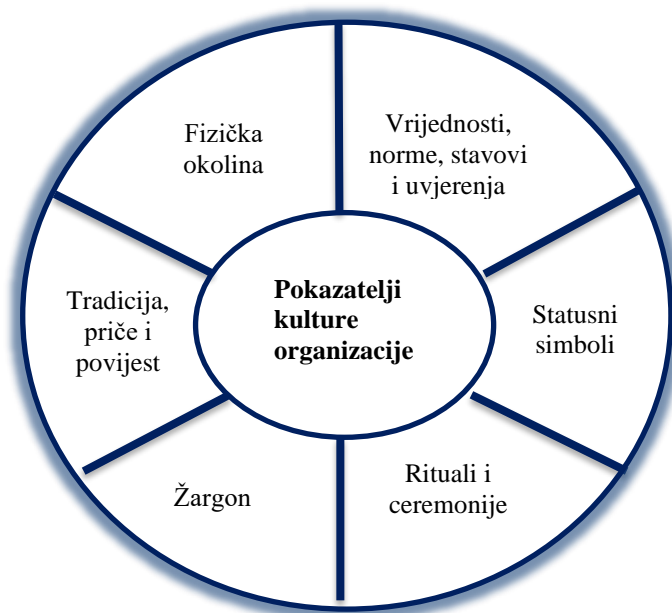 Fizička
okolina
Vrijednosti,
norme, stavovi
i uvjerenja
Tradicija,
priče i
povijest
Pokazatelji
kulture
organizacije
Statusni
simboli
Žargon
Rituali i
ceremonije